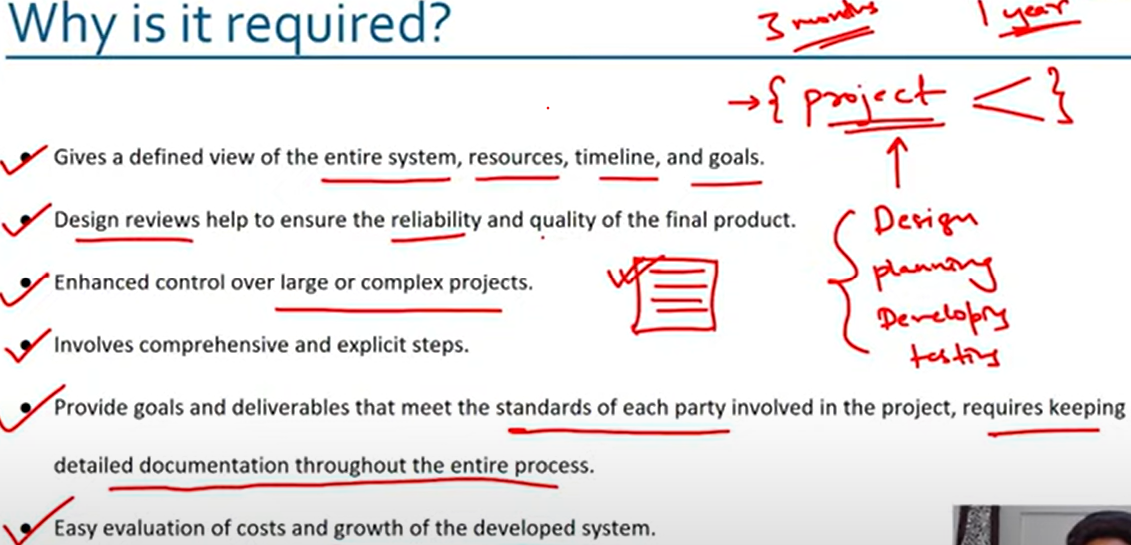 Why is it required?
3 months
1 year
→{ project < }
Gives a defined view of the entire system, resources, timeline, and goals.
Design reviews help to ensure the reliability and quality of the final product.
Enhanced control over large or complex projects.
Involves comprehensive and explicit steps.
Provide goals and deliverables that meet the standards of each party involved in the project, requires keeping
detailed documentation throughout the entire process.
Easy evaluation of costs and growth of the developed system.
Design
planning
testing